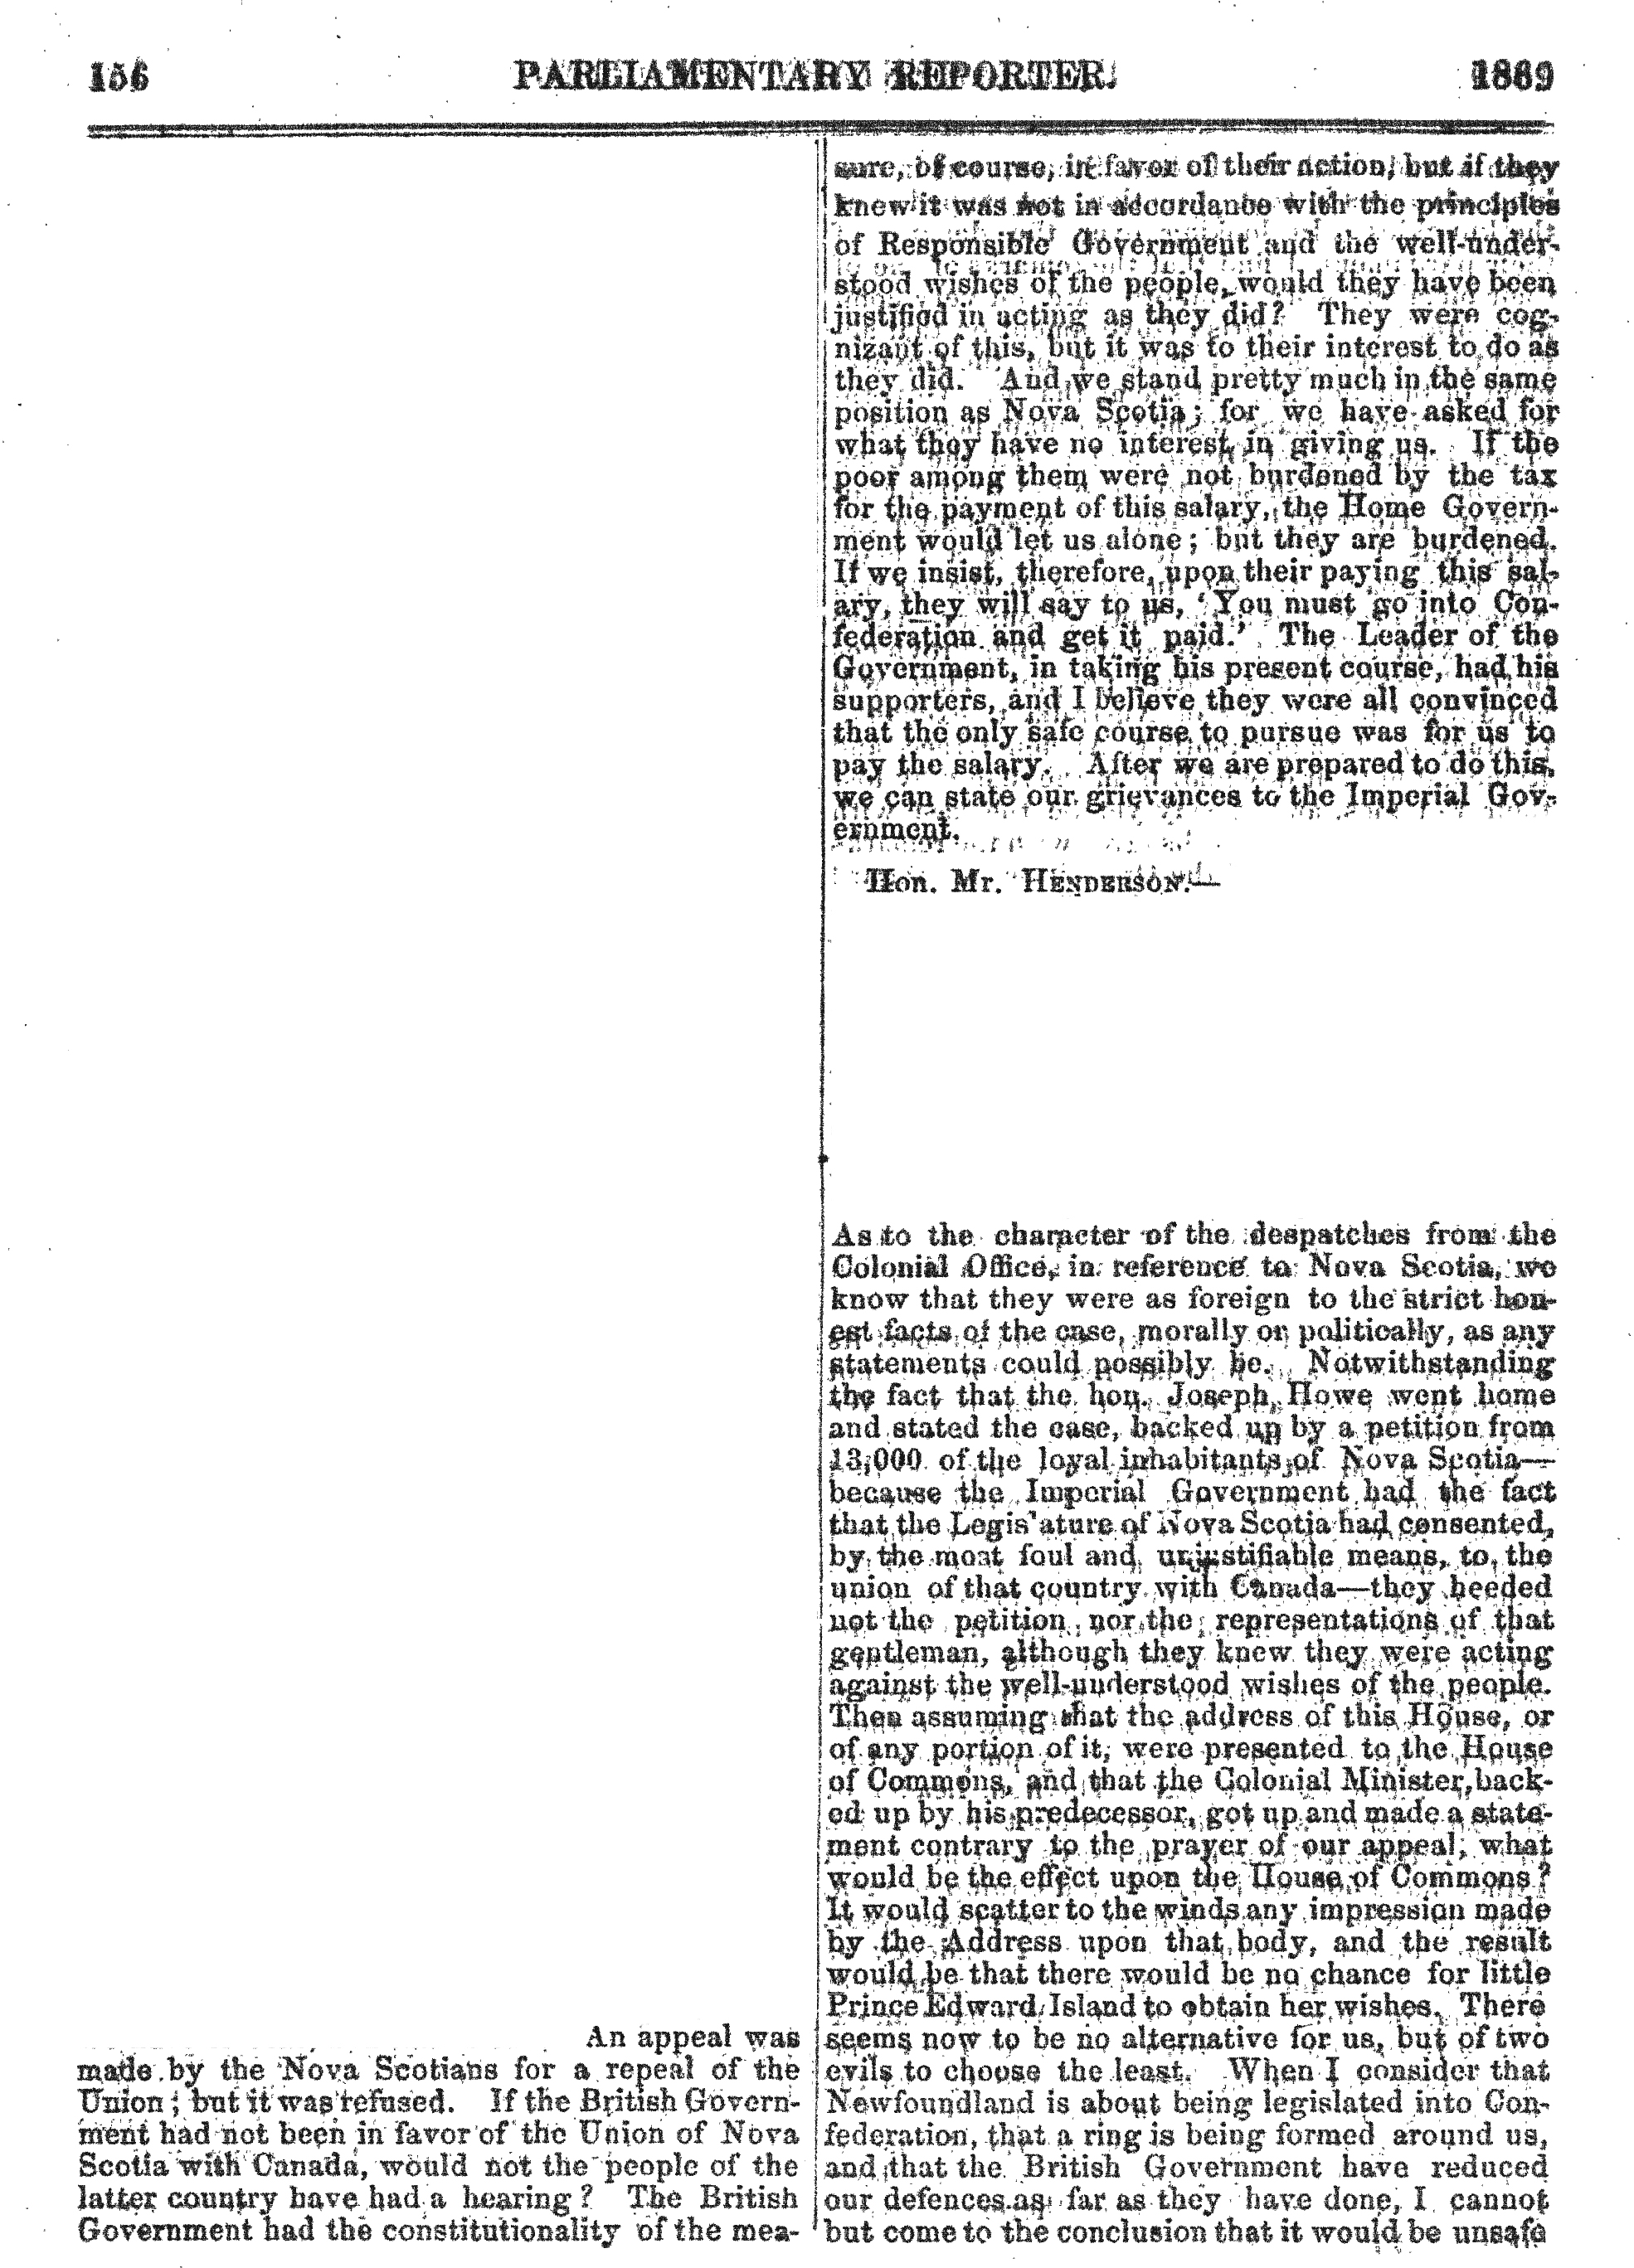 156 PARLIAMENTARY REPORTER. 1869
An appeal was
made by the Nova Scotians for a repeal of the
Union; but it was refused. If the British Govern-
ment had not been in favor of the Union of Nova
Scotia with Canada, would not the people of the
latter country have had a hearing? The British
Government had the constitutionality of the mea-
sure, of course, in favor of their action, but if they
knew it was not in accordance with the principles
of Responsible Government and the well-under-
stood wishes of the people, would they have been
justified in acting as they did? They were cog-
nizant of this, but it was to their interest to do as
they did. And we stand pretty much in the same
position as Nova Scotia; for we have asked for
what they have no interest in giving us. If the
poor among them were not burdened by the tax
for the payment of this salary, the Home Govern-
ment would let us alone; but they are burdened.
If we insist, therefore, upon their paying this sal-
ary, they will say to us, 'You must go into Con-
federation and get it paid.' The Leader of the
Government, in taking his present course, had his
supporters, and I believe they were all convinced
that the only safe course to pursue was for us to
pay the salary. After we are prepared to do this,
we can state our grievances to the Imperial Gov-
ernment.
Hon. Mr. HENDERSON.—
As to the character of the despatches from the
Colonial Office, in reference to Nova Scotia, we
know that they were as foreign to the strict hon-
est facts of the case, morally or politically, as any
statements could possibly be. Notwithstanding
the fact that the hon. Joseph Howe went home
and stated the case, backed up by a petition from
13,000 of the loyal inhabitants of Nova Scotia—
because the Imperial Government had the fact
that the Legis'ature of Nova Scotia had consented,
by the most foul and unjustifiable means, to the
union of that country with Canada—they heeded
not the petition nor the representations of that
gentleman, although they knew they were acting
against the well-understood wishes of the people.
Then assuming that the address of this House, or
of any portion of it, were presented to the House
of Commons, and that the Colonial Minister, back-
ed up by his predecessor, got up and made a state-
ment contrary to the prayer of our appeal, what
would be the effect upon the House of Commons?
It would scatter to the winds any impression made
by the Address upon that body, and the result
would be that there would be no chance for little
Prince Edward Island to obtain her wishes. There
seems now to be no alternative for us, but of two
evils to choose the least. When I consider that
Newfoundland is about being legislated into Con-
federation, that a ring is being formed around us,
and that the British Government have reduced
our defences as far as they have done, I cannot
but come to the conclusion that it would be unsafe